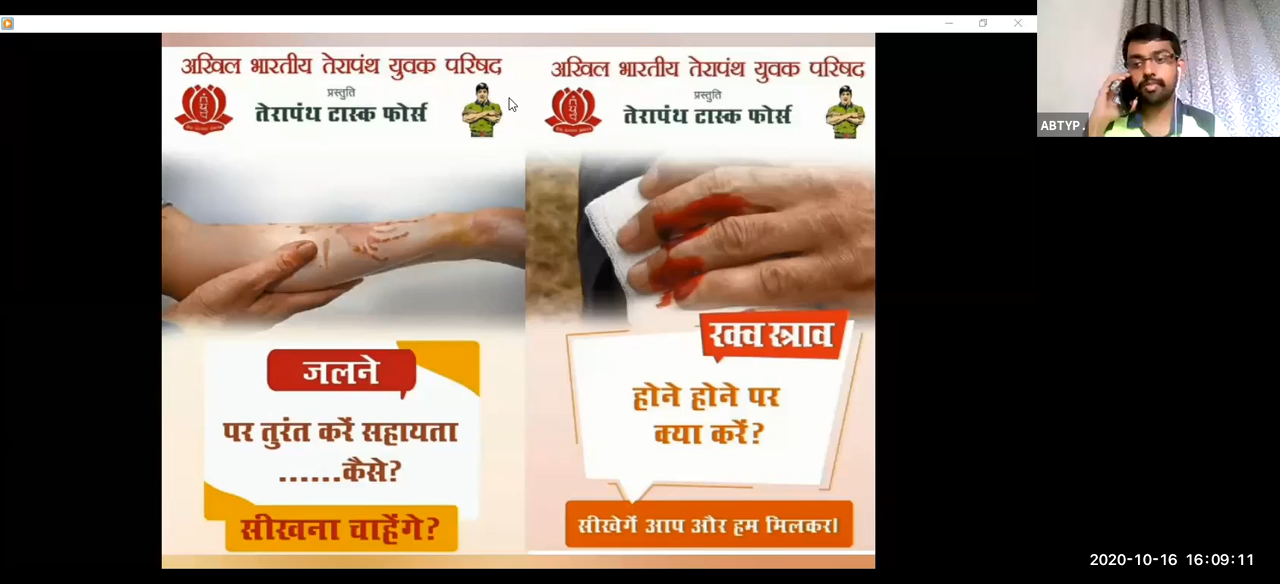 अखिल भारतीय तेरापंथ युवक परिषद
प्रस्तुति
तेरापंथ टास्क फोर्स
जलने
पर तुरंत करें सहायता
......कैसे?
सीखना चाहेंगे?
अखिल भारतीय तेरापंथ युवक परिषद
प्रस्तुति
तेरापंथ टास्क फोर्स
रक्व स्त्राव
होने होने पर
क्या करें?
सीखेगें आप और हम मिलकर।
ABTYP.
2020-10-16 16:09:11